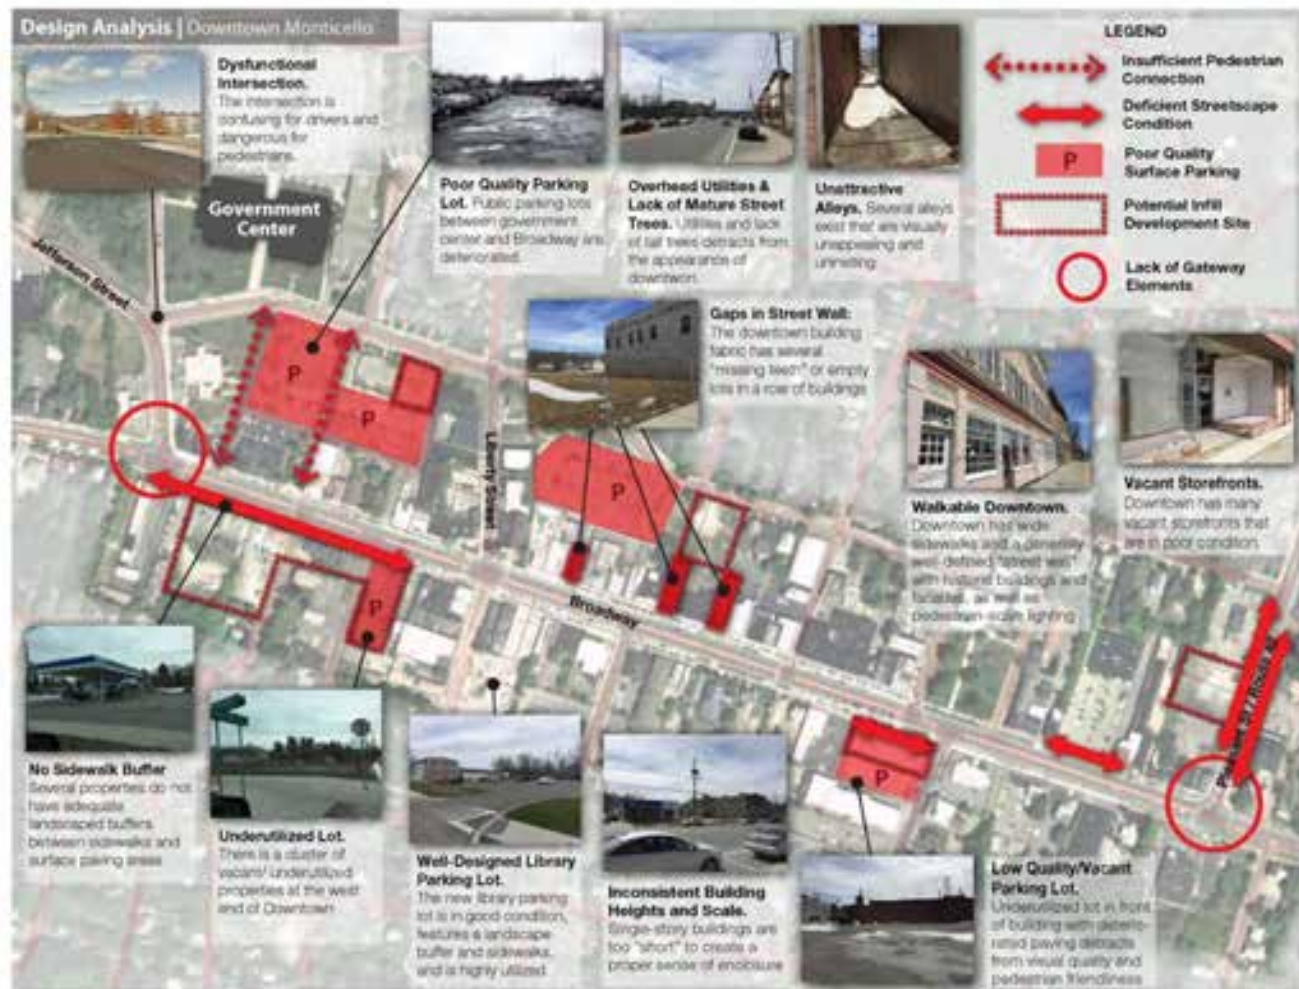 Design Analysis | Downtown Monticello
Dysfunctional
Intersection.
The intersection is
confusing for drivers and
dangerous for
pedestrians.
Poor Quality Parking
Lot. Public parking lots
between government
center and Broadway are
deteriorated.
Overhead Utilities &
Lack of Mature Street
Trees. Utilities and lack
of tall trees detracts from
the appearance of
downtown.
Unattractive
Alleys. Several alleys
exist that are visually
unappealing and
uninviting
LEGEND
Insufficient Pedestrian
Connection
Deficient Streetscape
Condition
P
Poor Quality
Surface Parking
Potential Infill
Development Site
Lack of Gateway
Elements
Government
Center
Jefferson Street
Gaps in Street Wall:
The downtown building
fabric has several
"missing teeth" or empty
lots in a row of buildings
P
P
Liberty Street
P
Walkable Downtown.
Downtown has wide
sidewalks and a generally
well-defined "street wall"
with historic buildings and
facades, as well as
pedestrian-scale lighting
Vacant Storefronts.
Downtown has many
vacant storefronts that
are in poor condition.
P
Broadway
Pleasant St / Route 42
P
No Sidewalk Buffer
Several properties do not
have adequate
landscaped buffers
between sidewalks and
surface paving areas
Underutilized Lot.
There is a cluster of
vacant/ underutilized
properties at the west
end of Downtown
Well-Designed Library
Parking Lot.
The new library parking
lot is in good condition,
features a landscape
buffer and sidewalks,
and is highly utilized
Inconsistent Building
Heights and Scale.
Single-story buildings are
too "short" to create a
proper sense of enclosure
Low Quality/Vacant
Parking Lot.
Underutilized lot in front
of building with deterio-
rated paving detracts
from visual quality and
pedestrian friendliness